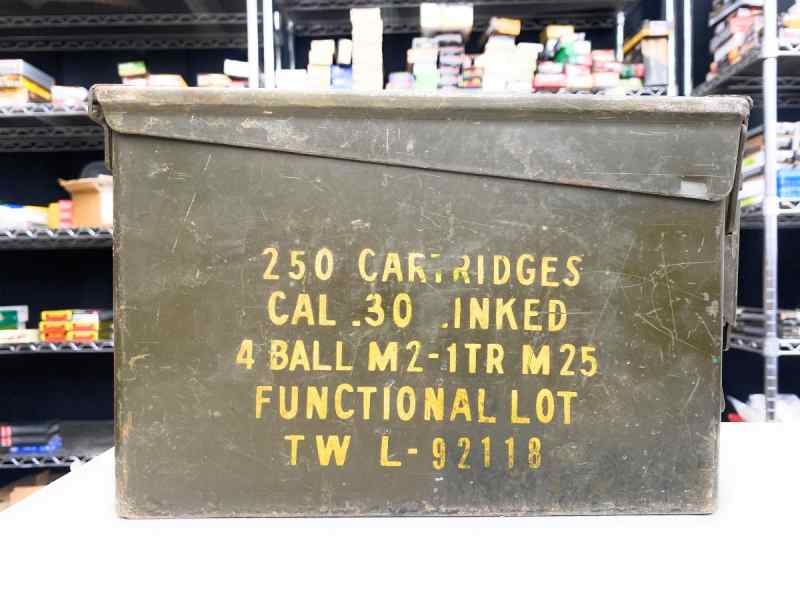 250 CARTRIDGES
CAL .30 LINKED
4 BALL M2-1TR M25
FUNCTIONAL LOT
TW L-92118